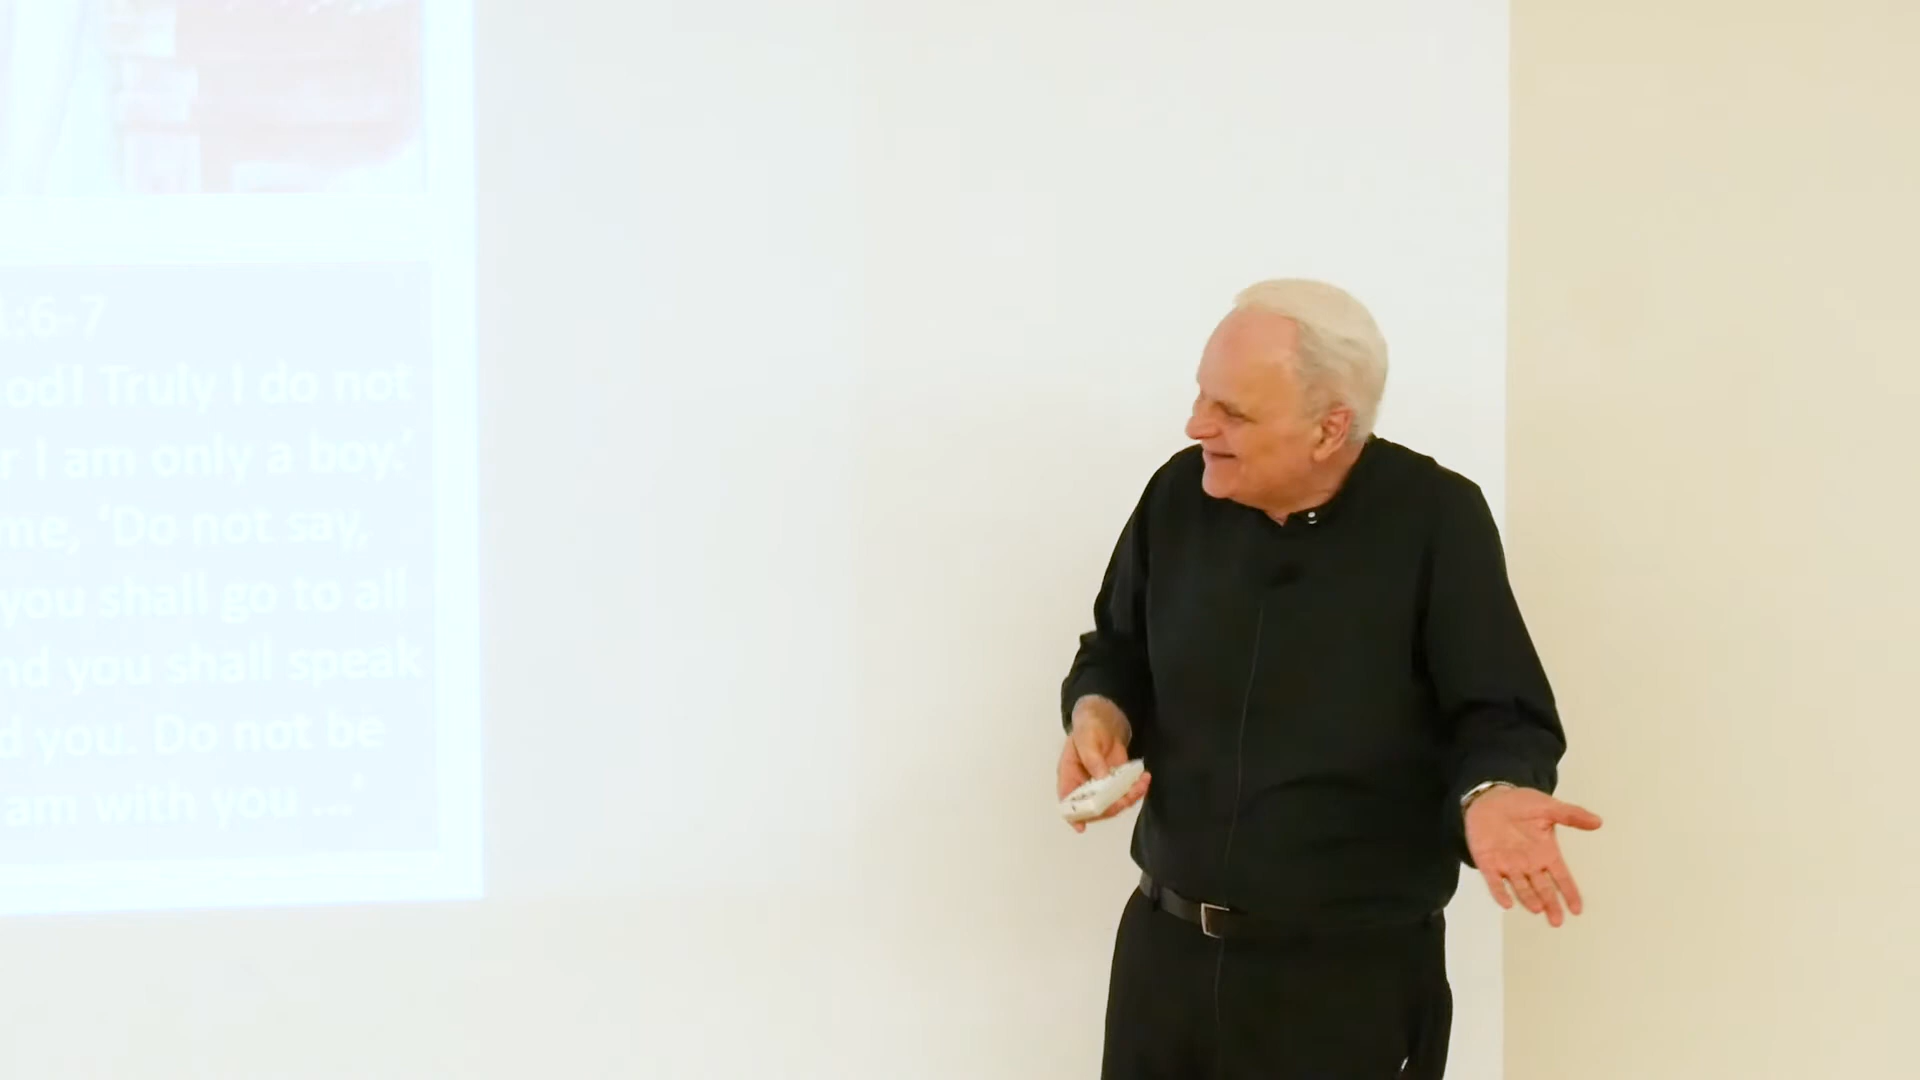 1:6-7
od! Truly I do not
r I am only a boy.'
me, 'Do not say,
you shall go to all
nd you shall speak
d you. Do not be
am with you ...'